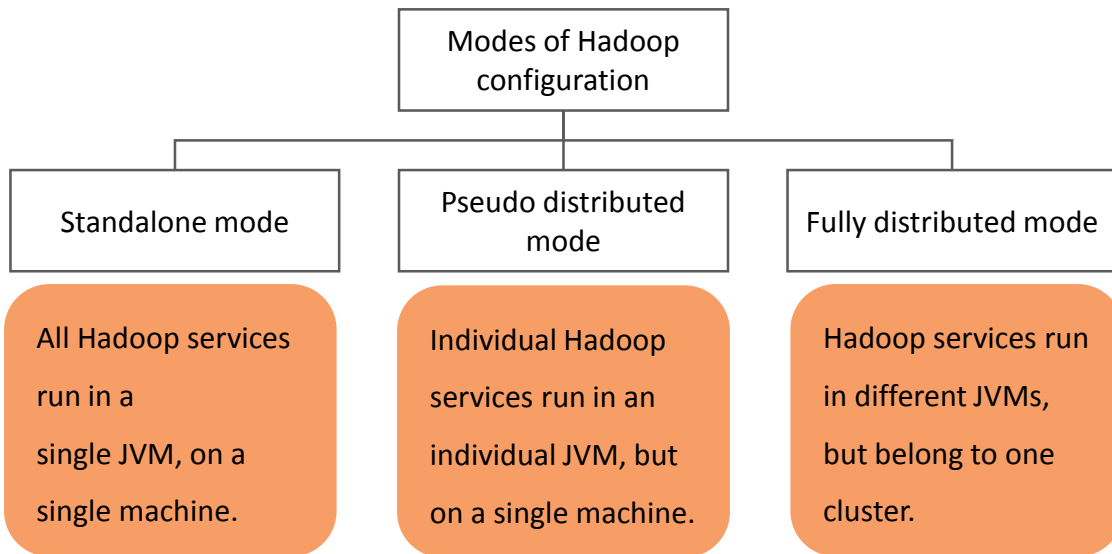 Modes of Hadoop
configuration
Standalone mode
Pseudo distributed
mode
Fully distributed mode
All Hadoop services
run in a
single JVM, on a
single machine.
Individual Hadoop
services run in an
individual JVM, but
on a single machine.
Hadoop services run
in different JVMs,
but belong to one
cluster.